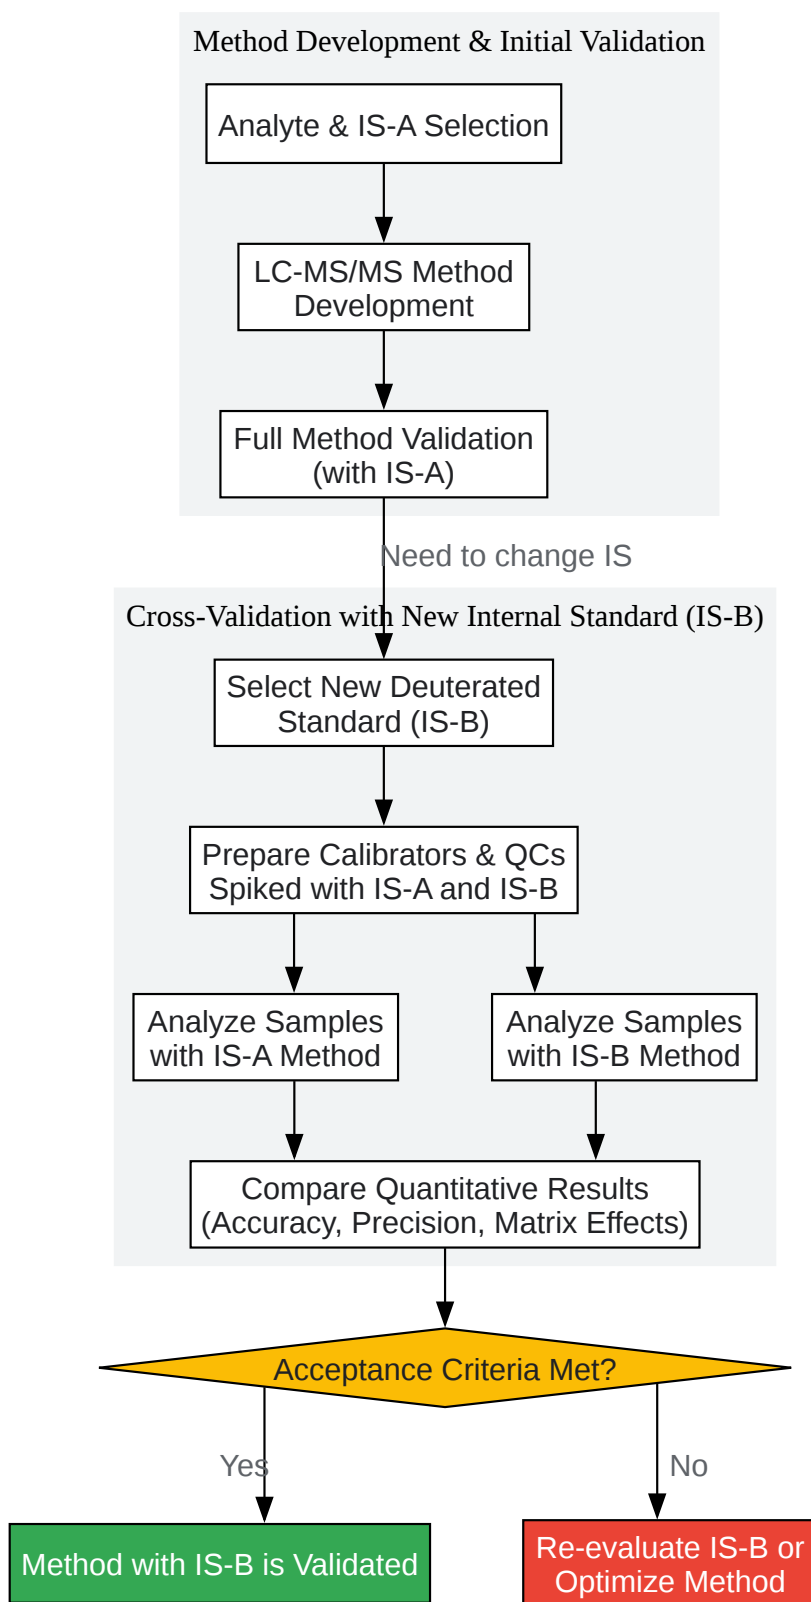 Method Development & Initial Validation
Analyte & IS-A Selection
LC-MS/MS Method
Development
Full Method Validation
(with IS-A)
Need to change IS
Cross-Validation with New Internal Standard (IS-B)
Select New Deuterated
Standard (IS-B)
Prepare Calibrators & QCs
Spiked with IS-A and IS-B
Analyze Samples
with IS-A Method
Analyze Samples
with IS-B Method
Compare Quantitative Results
(Accuracy, Precision, Matrix Effects)
Acceptance Criteria Met?
Yes
No
Method with IS-B is Validated
Re-evaluate IS-B or
Optimize Method